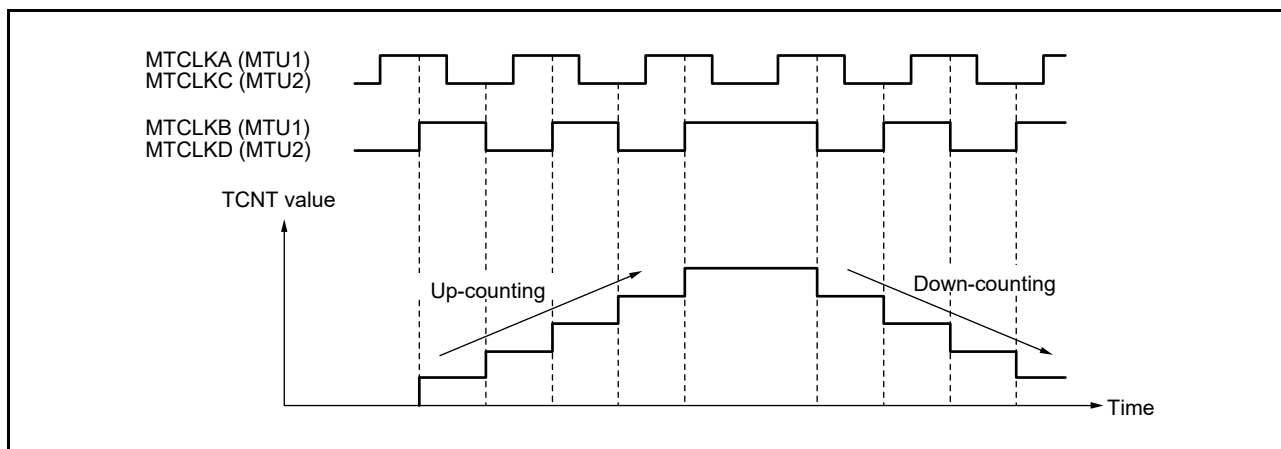 MTCLKA (MTU1)
MTCLKC (MTU2)
MTCLKB (MTU1)
MTCLKD (MTU2)
TCNT value
Up-counting
Down-counting
Time